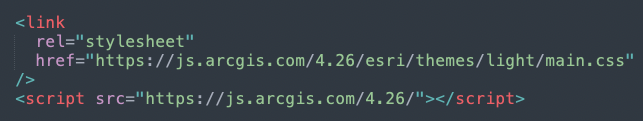 <link
rel="stylesheet"
href="https://js.arcgis.com/4.26/esri/themes/light/main.css"
/>
<script src="https://js.arcgis.com/4.26/"></script>